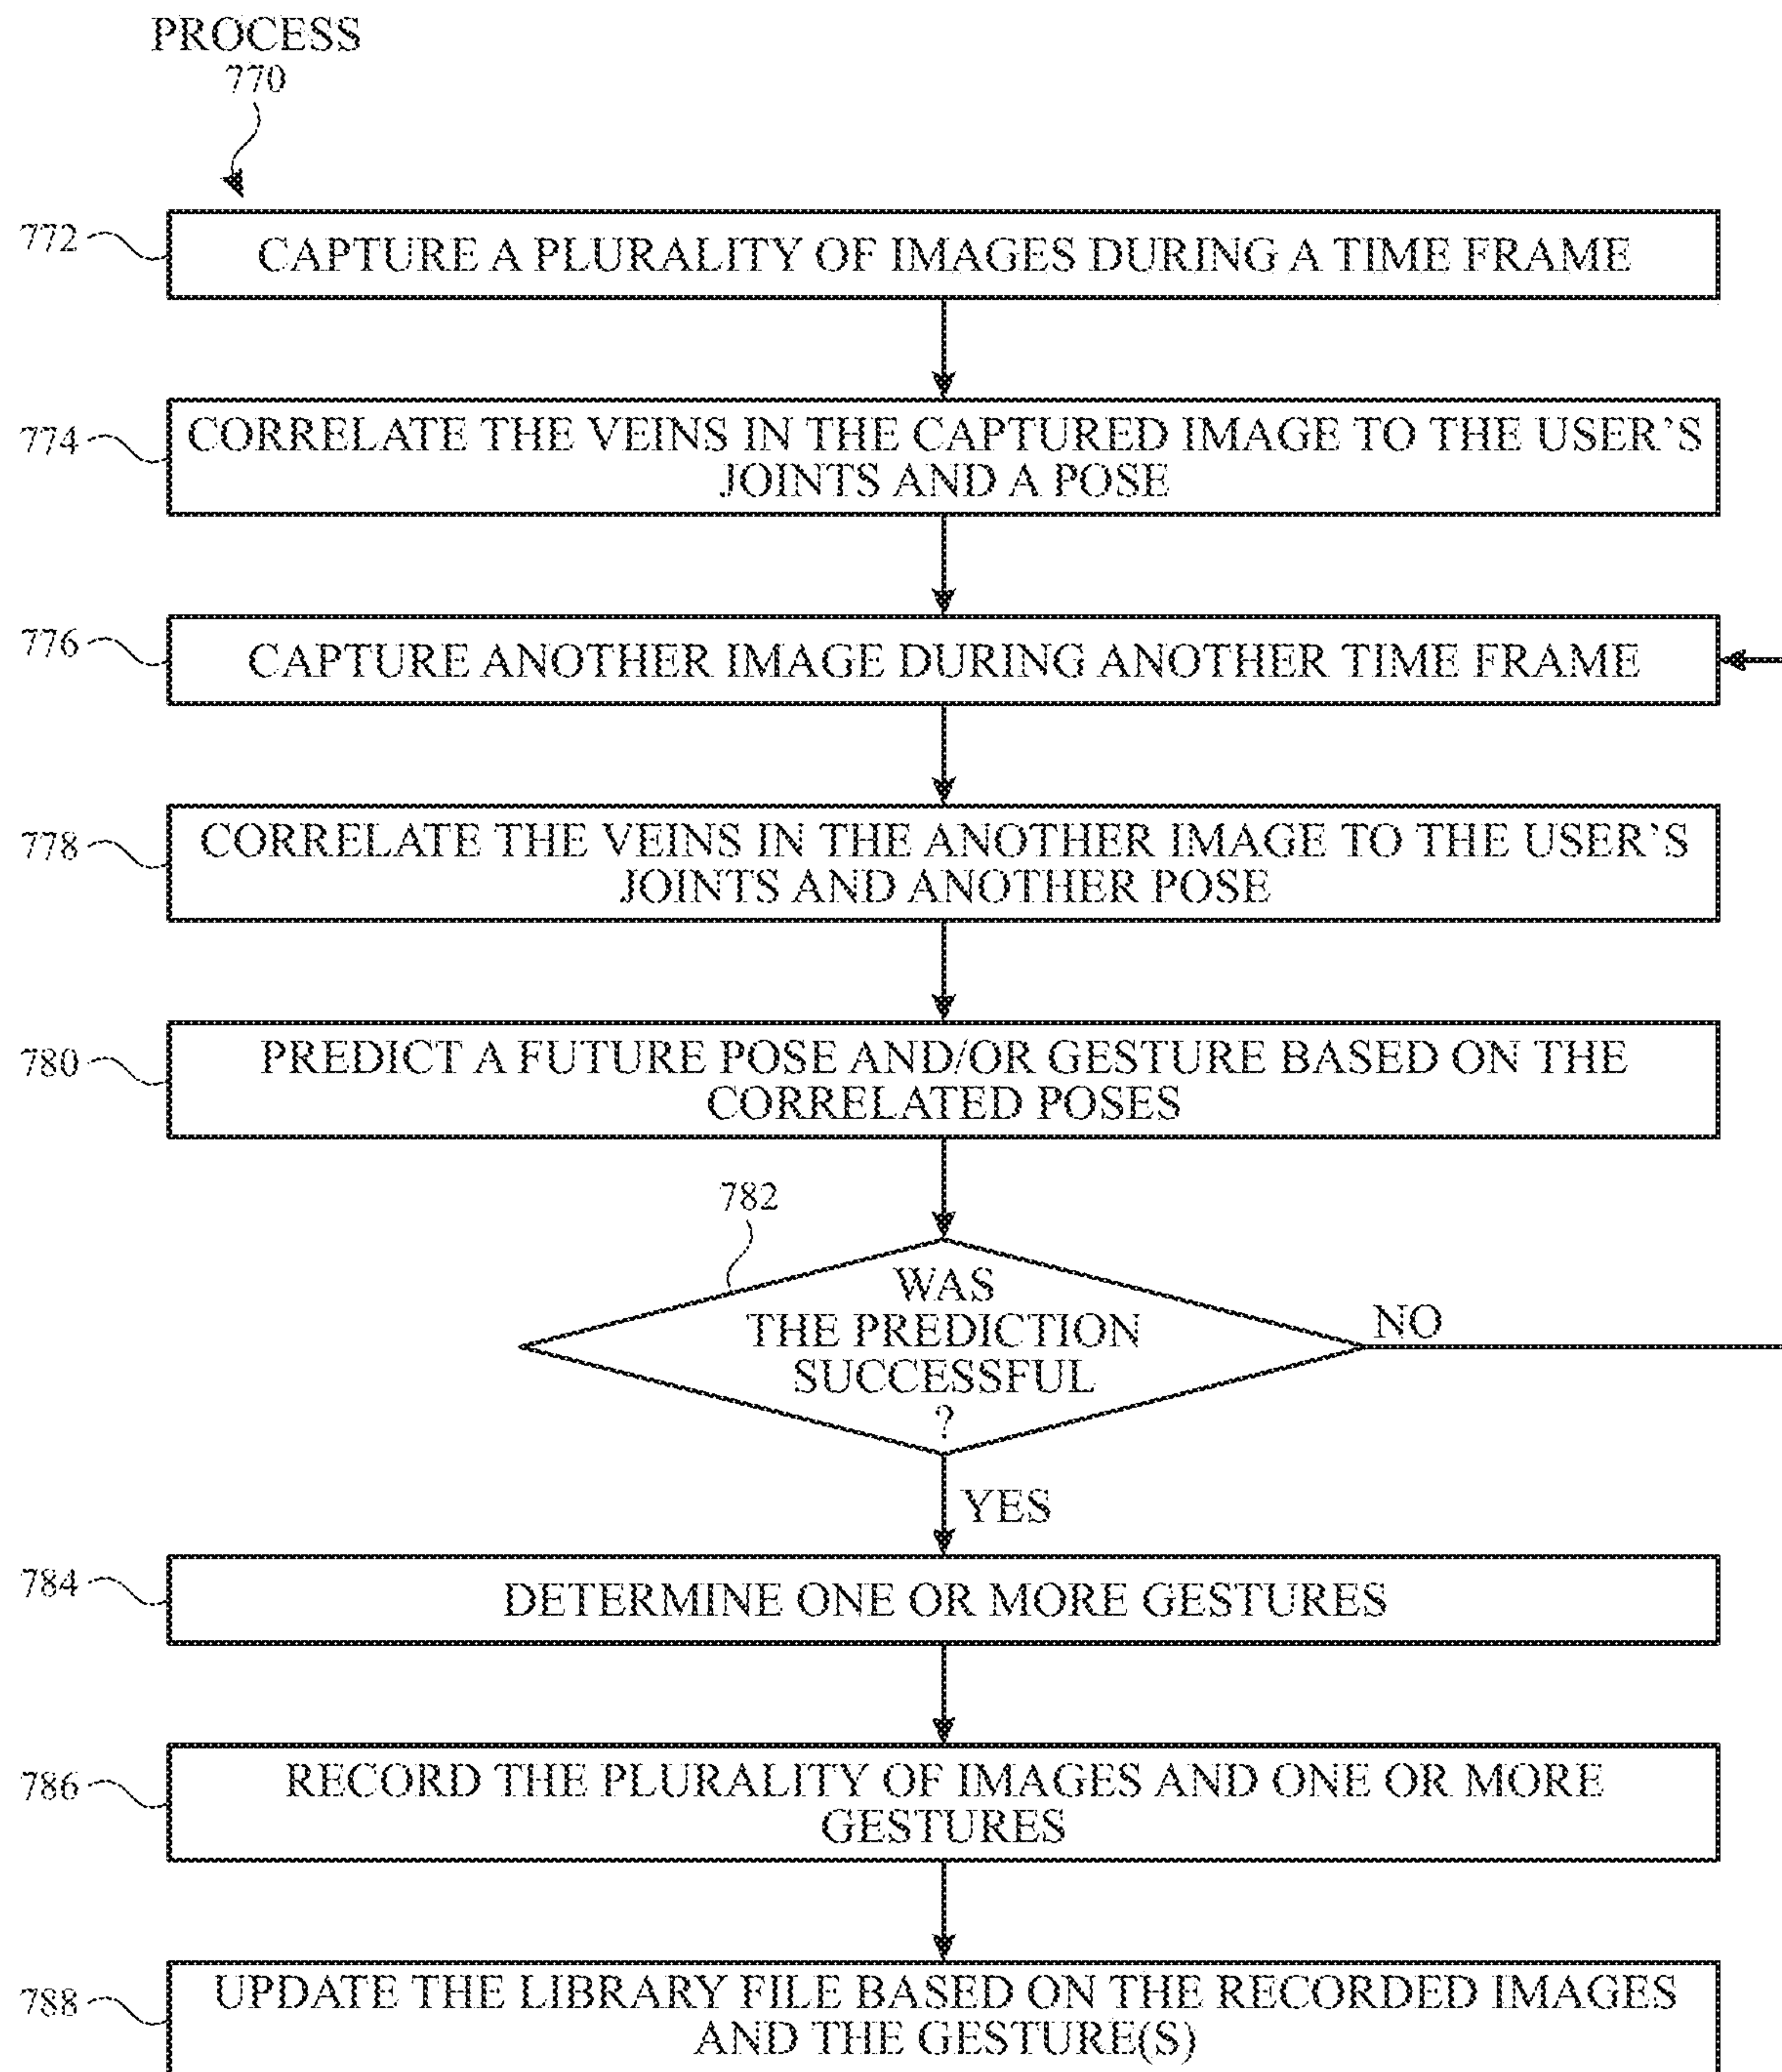 PROCESS
770
772
CAPTURE A PLURALITY OF IMAGES DURING A TIME FRAME
774
CORRELATE THE VEINS IN THE CAPTURED IMAGE TO THE USER'S
JOINTS AND A POSE
776
CAPTURE ANOTHER IMAGE DURING ANOTHER TIME FRAME
778
CORRELATE THE VEINS IN THE ANOTHER IMAGE TO THE USER'S
JOINTS AND ANOTHER POSE
780
PREDICT A FUTURE POSE AND/OR GESTURE BASED ON THE
CORRELATED POSES
782
WAS
THE PREDICTION
SUCCESSFUL
?
NO
YES
784
DETERMINE ONE OR MORE GESTURES
786
RECORD THE PLURALITY OF IMAGES AND ONE OR MORE
GESTURES
788
UPDATE THE LIBRARY FILE BASED ON THE RECORDED IMAGES
AND THE GESTURE(S)